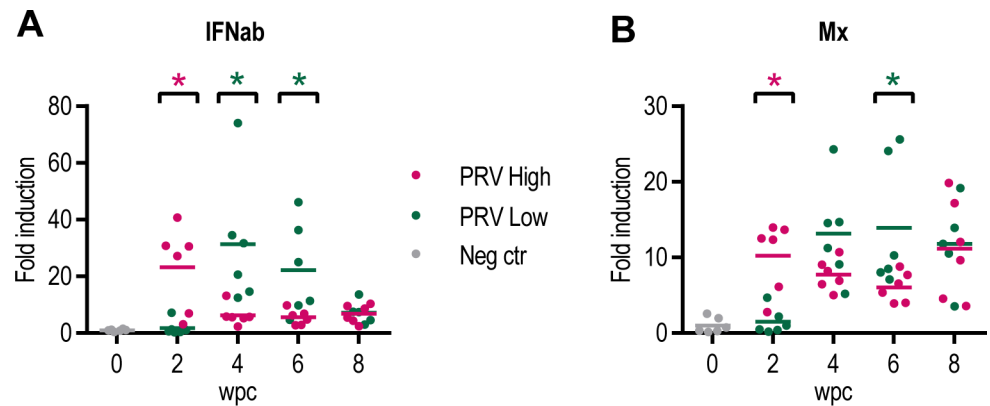 A
IFNab
* * *
Fold induction
80
60
40
20
0
0 2 4 6 8
wpc
PRV High
PRV Low
Neg ctr
B
Mx
* *
Fold induction
30
20
10
0
0 2 4 6 8
wpc